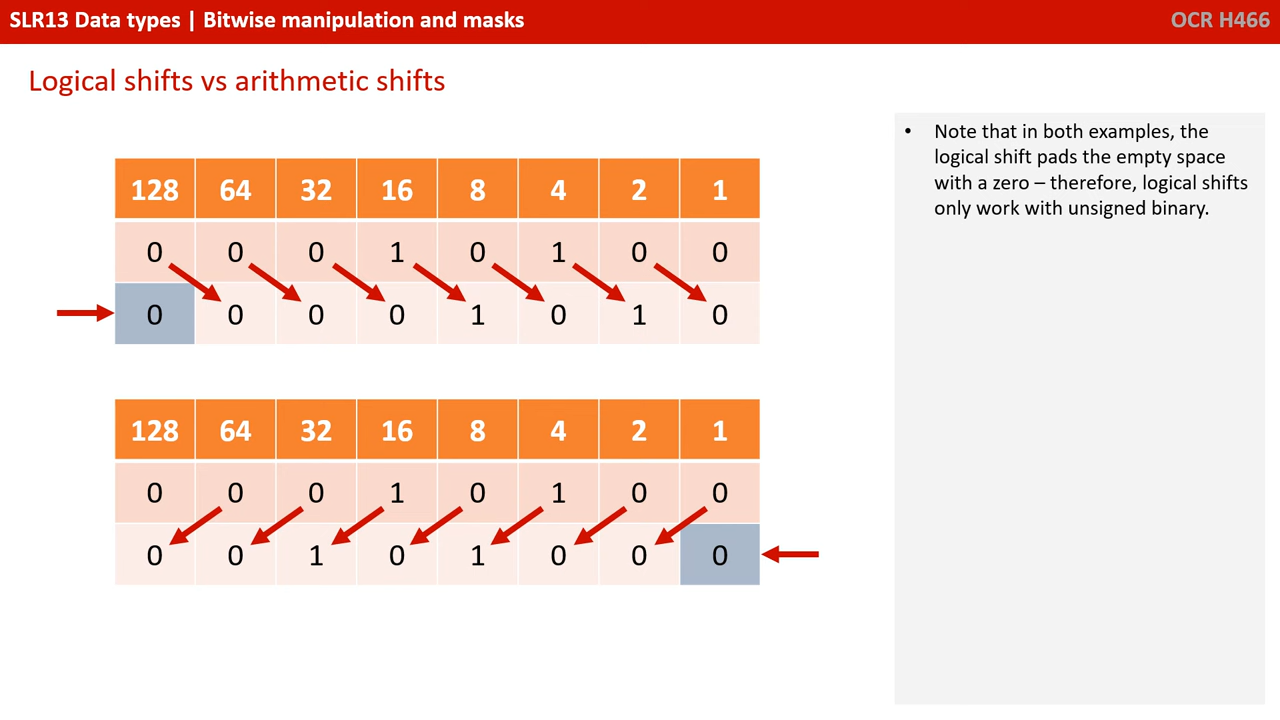 SLR13 Data types | Bitwise manipulation and masks
OCR H466
Logical shifts vs arithmetic shifts
128 64 32 16 8 4 2 1
0 0 0 1 0 1 0 0
0 0 0 0 1 0 1 0
128 64 32 16 8 4 2 1
0 0 0 1 0 1 0 0
0 0 1 0 1 0 0 0
• Note that in both examples, the
logical shift pads the empty space
with a zero – therefore, logical shifts
only work with unsigned binary.